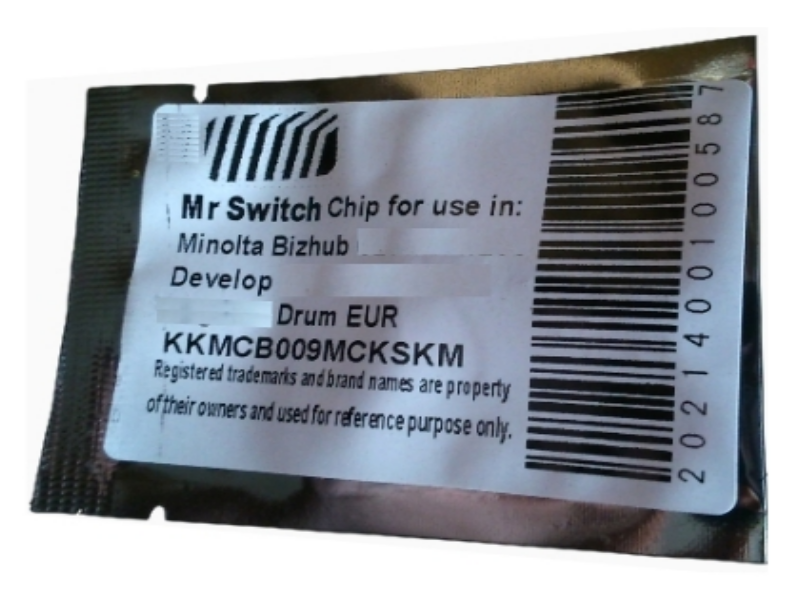 Mr Switch Chip for use in:
Minolta Bizhub
Develop
Drum EUR
KKMCB009MCKSKM
Registered trademarks and brand names are property
of their owners and used for reference purpose only.
2021400100587